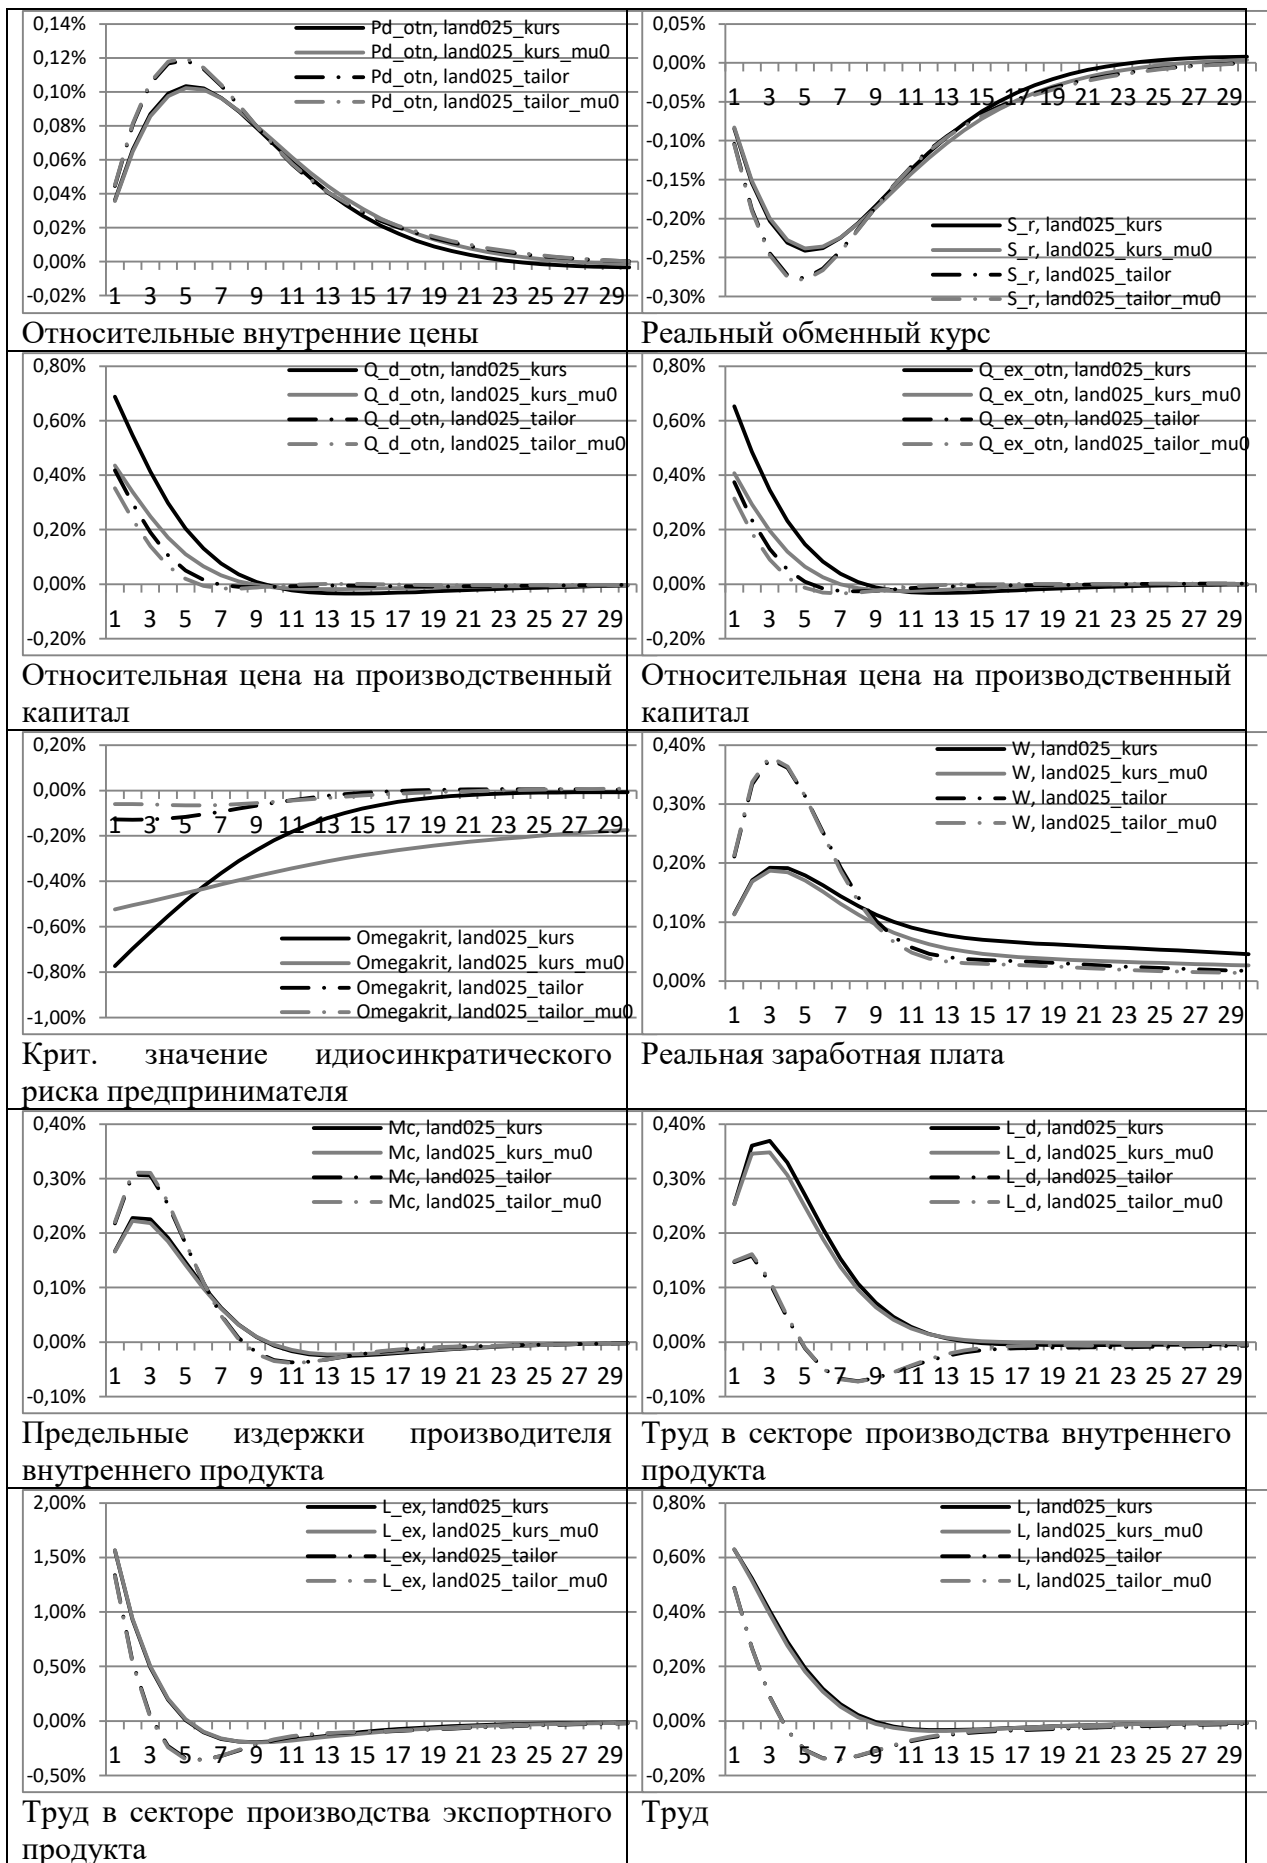 0,14%
0,12%
0,10%
0,08%
0,06%
0,04%
0,02%
0,00%
-0,02%
1 3 5 7 9 11 13 15 17 19 21 23 25 27 29
Pd_otn, land025_kurs
Pd_otn, land025_kurs_mu0
Pd_otn, land025_tailor
Pd_otn, land025_tailor_mu0
Относительные внутренние цены
0,05%
0,00%
-0,05%
-0,10%
-0,15%
-0,20%
-0,25%
-0,30%
1 3 5 7 9 11 13 15 17 19 21 23 25 27 29
S_r, land025_kurs
S_r, land025_kurs_mu0
S_r, land025_tailor
S_r, land025_tailor_mu0
Реальный обменный курс
0,80%
0,60%
0,40%
0,20%
0,00%
-0,20%
1 3 5 7 9 11 13 15 17 19 21 23 25 27 29
Q_d_otn, land025_kurs
Q_d_otn, land025_kurs_mu0
Q_d_otn, land025_tailor
Q_d_otn, land025_tailor_mu0
Относительная цена на производственный
капитал
0,80%
0,60%
0,40%
0,20%
0,00%
-0,20%
1 3 5 7 9 11 13 15 17 19 21 23 25 27 29
Q_ex_otn, land025_kurs
Q_ex_otn, land025_kurs_mu0
Q_ex_otn, land025_tailor
Q_ex_otn, land025_tailor_mu0
Относительная цена на производственный
капитал
0,20%
0,00%
-0,20%
-0,40%
-0,60%
-0,80%
-1,00%
1 3 5 7 9 11 13 15 17 19 21 23 25 27 29
Omegakrit, land025_kurs
Omegakrit, land025_kurs_mu0
Omegakrit, land025_tailor
Omegakrit, land025_tailor_mu0
Крит. значение идиосинкратического
риска предпринимателя
0,40%
0,30%
0,20%
0,10%
0,00%
1 3 5 7 9 11 13 15 17 19 21 23 25 27 29
W, land025_kurs
W, land025_kurs_mu0
W, land025_tailor
W, land025_tailor_mu0
Реальная заработная плата
0,40%
0,30%
0,20%
0,10%
0,00%
-0,10%
1 3 5 7 9 11 13 15 17 19 21 23 25 27 29
Mc, land025_kurs
Mc, land025_kurs_mu0
Mc, land025_tailor
Mc, land025_tailor_mu0
Предельные издержки производителя
внутреннего продукта
0,40%
0,30%
0,20%
0,10%
0,00%
-0,10%
1 3 5 7 9 11 13 15 17 19 21 23 25 27 29
L_d, land025_kurs
L_d, land025_kurs_mu0
L_d, land025_tailor
L_d, land025_tailor_mu0
Труд в секторе производства внутреннего
продукта
2,00%
1,50%
1,00%
0,50%
0,00%
-0,50%
1 3 5 7 9 11 13 15 17 19 21 23 25 27 29
L_ex, land025_kurs
L_ex, land025_kurs_mu0
L_ex, land025_tailor
L_ex, land025_tailor_mu0
Труд в секторе производства экспортного
продукта
0,80%
0,60%
0,40%
0,20%
0,00%
-0,20%
1 3 5 7 9 11 13 15 17 19 21 23 25 27 29
L, land025_kurs
L, land025_kurs_mu0
L, land025_tailor
L, land025_tailor_mu0
Труд